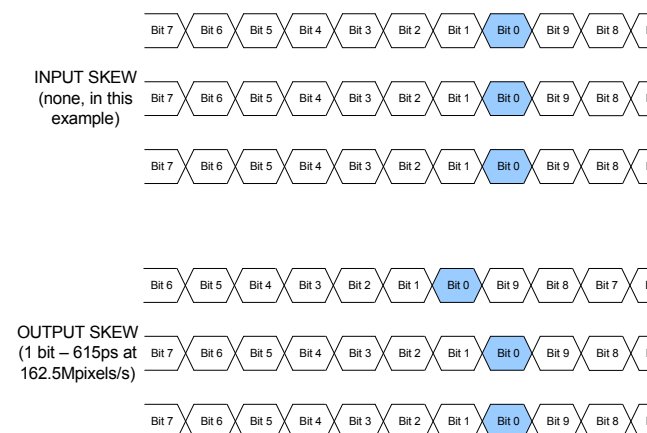 Bit 7 Bit 6 Bit 5 Bit 4 Bit 3 Bit 2 Bit 1 Bit 0 Bit 9 Bit 8
INPUT SKEW
(none, in this
example)
Bit 7 Bit 6 Bit 5 Bit 4 Bit 3 Bit 2 Bit 1 Bit 0 Bit 9 Bit 8
Bit 7 Bit 6 Bit 5 Bit 4 Bit 3 Bit 2 Bit 1 Bit 0 Bit 9 Bit 8
Bit 6 Bit 5 Bit 4 Bit 3 Bit 2 Bit 1 Bit 0 Bit 9 Bit 8 Bit 7
OUTPUT SKEW
(1 bit – 615ps at
162.5Mpixels/s)
Bit 7 Bit 6 Bit 5 Bit 4 Bit 3 Bit 2 Bit 1 Bit 0 Bit 9 Bit 8
Bit 7 Bit 6 Bit 5 Bit 4 Bit 3 Bit 2 Bit 1 Bit 0 Bit 9 Bit 8